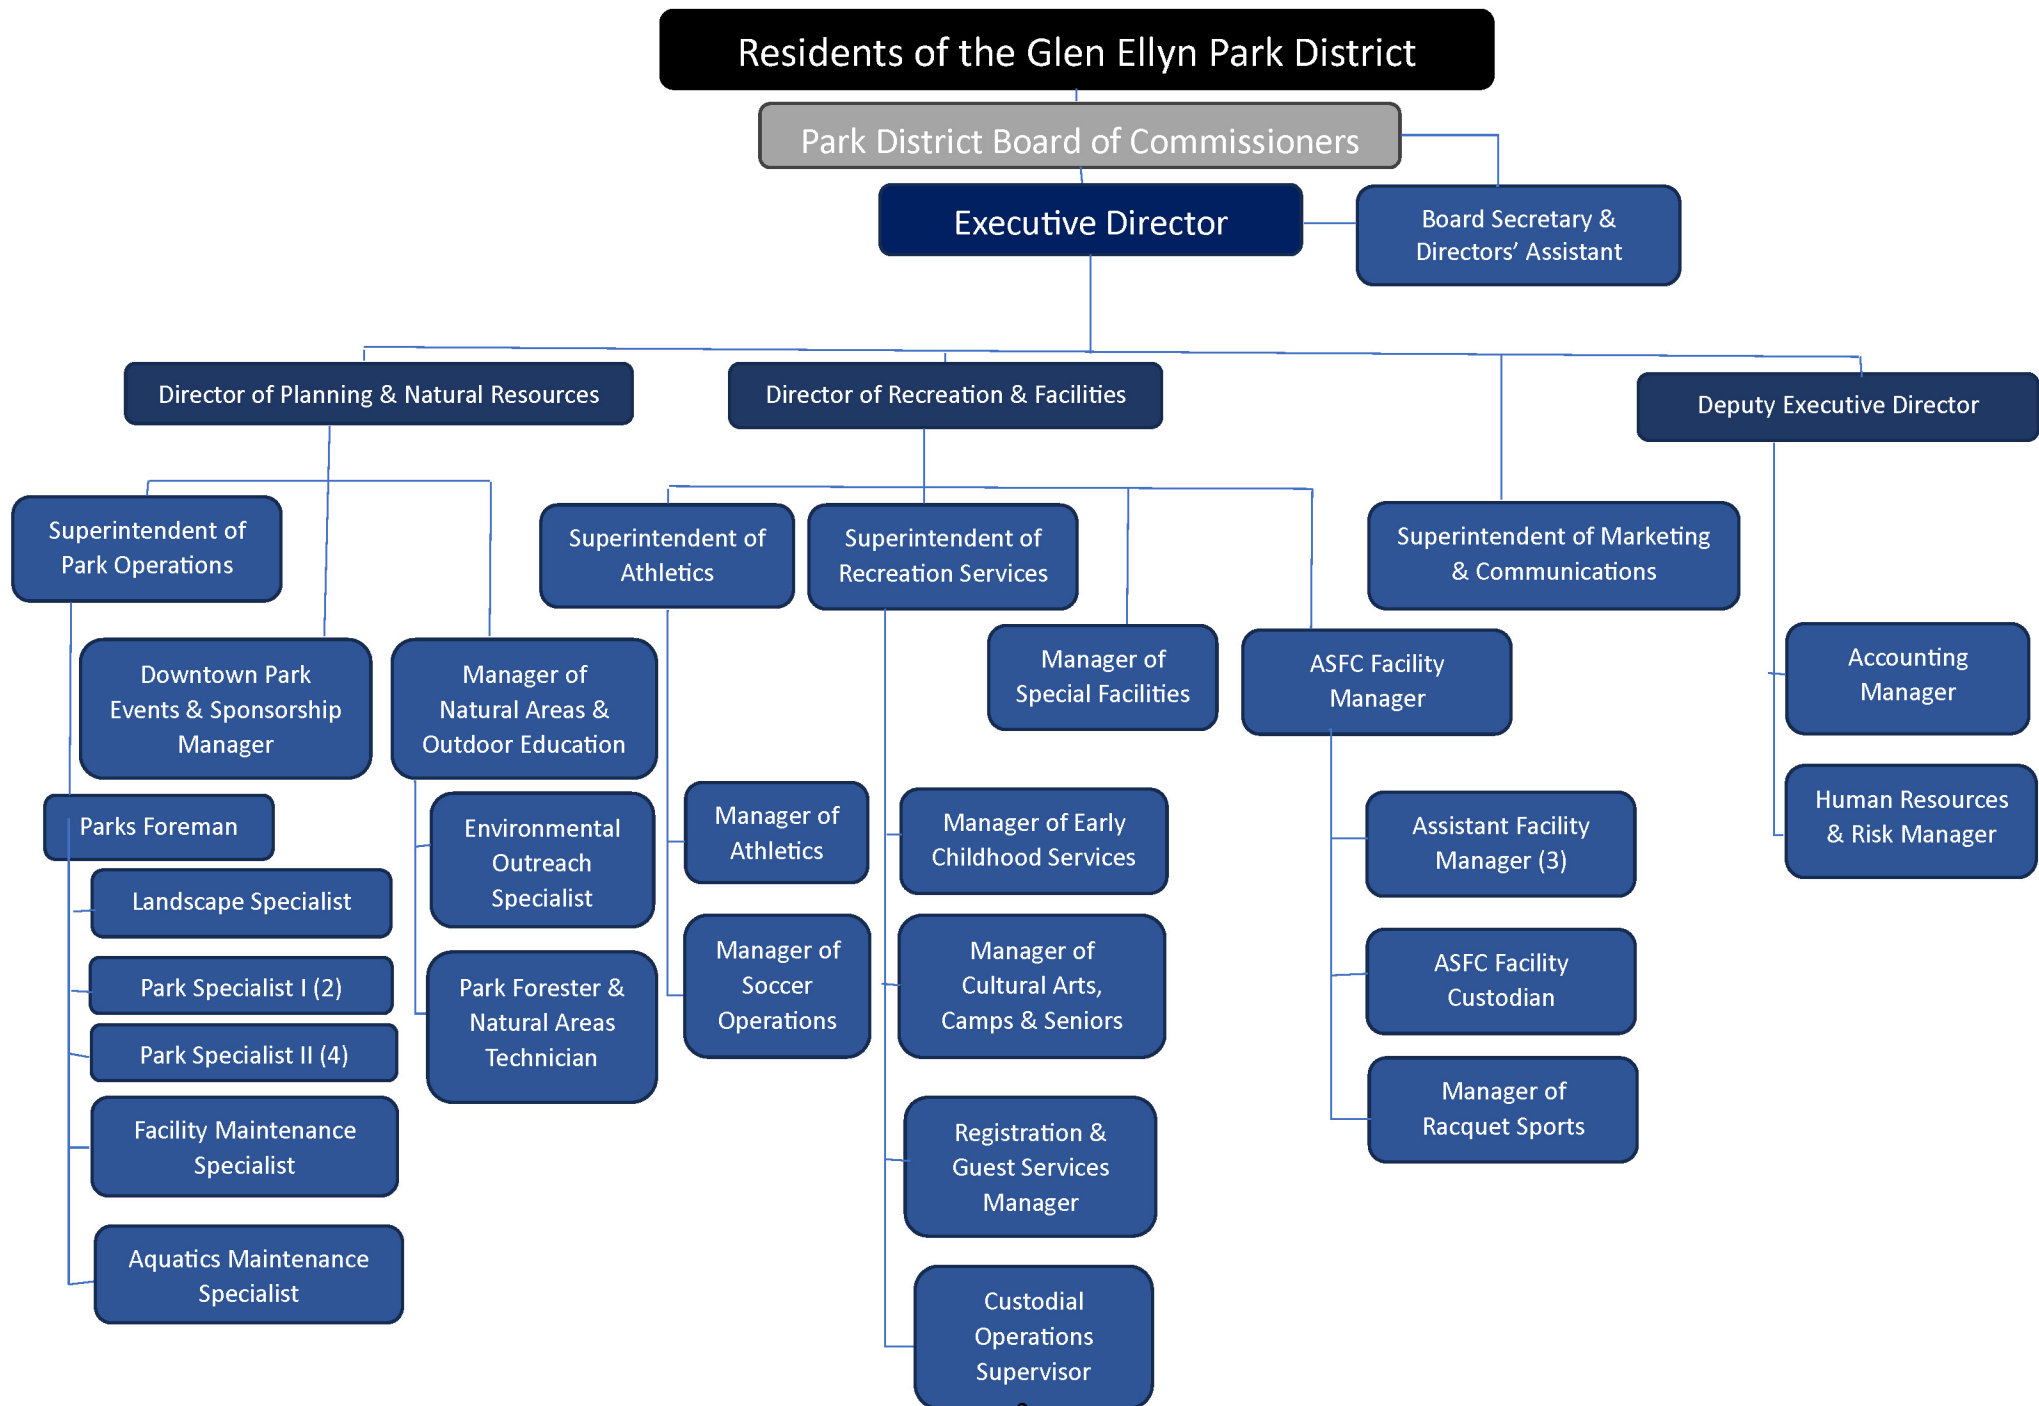 Residents of the Glen Ellyn Park District
Park District Board of Commissioners
Executive Director
Board Secretary &
Directors’ Assistant
Director of Planning & Natural Resources
Director of Recreation & Facilities
Deputy Executive Director
Superintendent of
Park Operations
Superintendent of
Athletics
Superintendent of
Recreation Services
Superintendent of Marketing
& Communications
Downtown Park
Events & Sponsorship
Manager
Manager of
Natural Areas &
Outdoor Education
Manager of
Special Facilities
ASFC Facility
Manager
Accounting
Manager
Parks Foreman
Environmental
Outreach
Specialist
Manager of
Athletics
Manager of Early
Childhood Services
Assistant Facility
Manager (3)
Human Resources
& Risk Manager
Landscape Specialist
Park Specialist I (2)
Park Specialist II (4)
Park Forester &
Natural Areas
Technician
Manager of
Soccer
Operations
Manager of
Cultural Arts,
Camps & Seniors
ASFC Facility
Custodian
Facility Maintenance
Specialist
Registration &
Guest Services
Manager
Manager of
Racquet Sports
Aquatics Maintenance
Specialist
Custodial
Operations
Supervisor